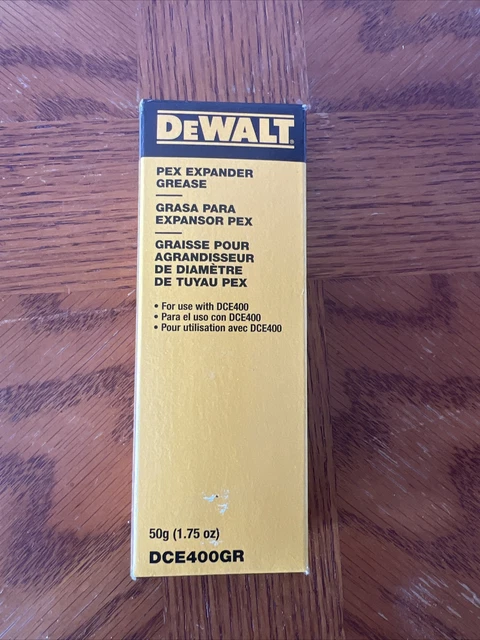 DEWALT
PEX EXPANDER
GREASE
GRASA PARA
EXPANSOR PEX
GRAISSE POUR
AGRANDISSEUR
DE DIAMÈTRE
DE TUYAU PEX
• For use with DCE400
• Para el uso con DCE400
• Pour utilisation avec DCE400
50g (1.75 oz)
DCE400GR